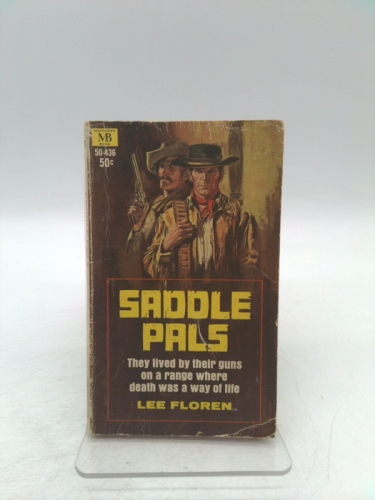 MB
50-436
50¢
SADDLE
PALS
They lived by their guns
on a range where
death was a way of life
LEE FLOREN